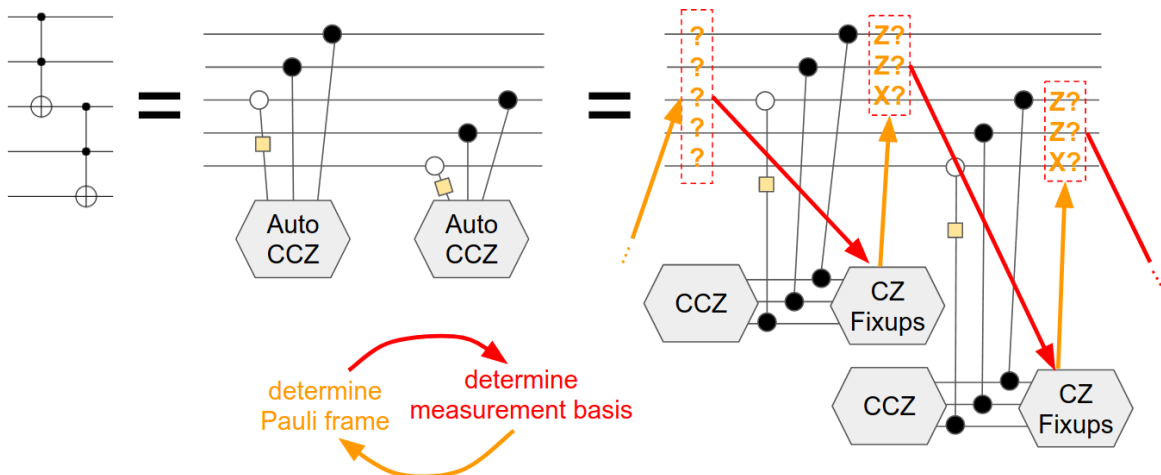 =
=
?
?
?
?
?
Z?
Z?
X?
Z?
Z?
X?
Auto
CCZ
Auto
CCZ
CCZ
CZ
Fixups
CCZ
CZ
Fixups
determine
Pauli frame
determine
measurement basis